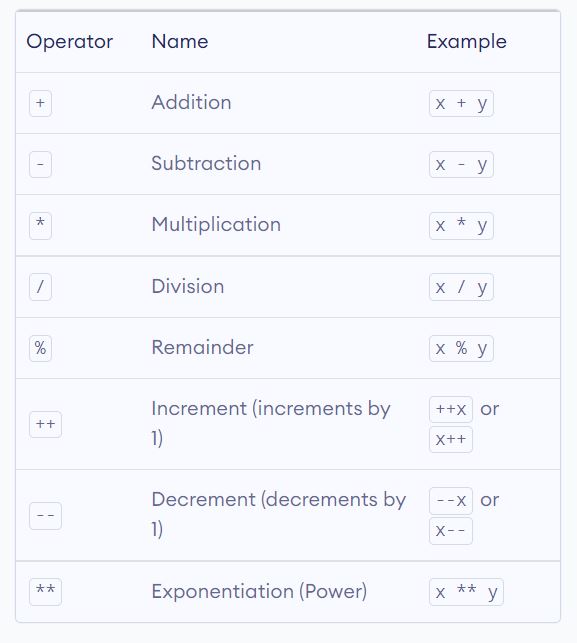 Operator Name Example
+ Addition x + y
- Subtraction x - y
* Multiplication x * y
/ Division x / y
% Remainder x % y
++ Increment (increments by ++x or
1) x++
-- Decrement (decrements by --x or
1) x--
** Exponentiation (Power) x ** y